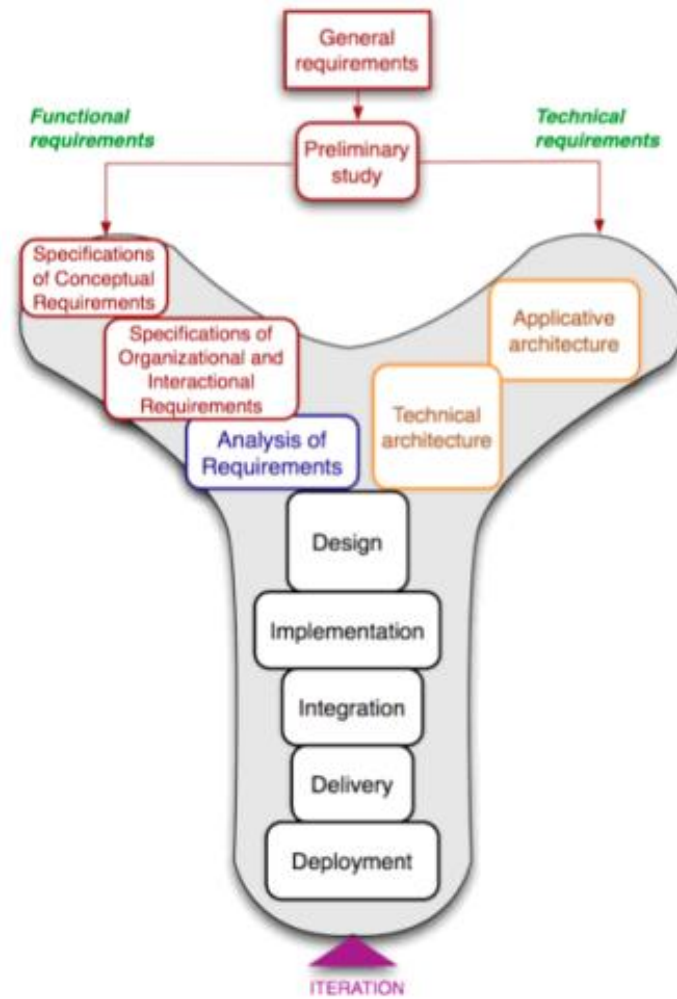 General
requirements
Functional
requirements
Technical
requirements
Preliminary
study
Specifications
of Conceptual
Requirements
Specifications of
Organizational and
Interactional
Requirements
Analysis of
Requirements
Applicative
architecture
Technical
architecture
Design
Implementation
Integration
Delivery
Deployment
ITERATION